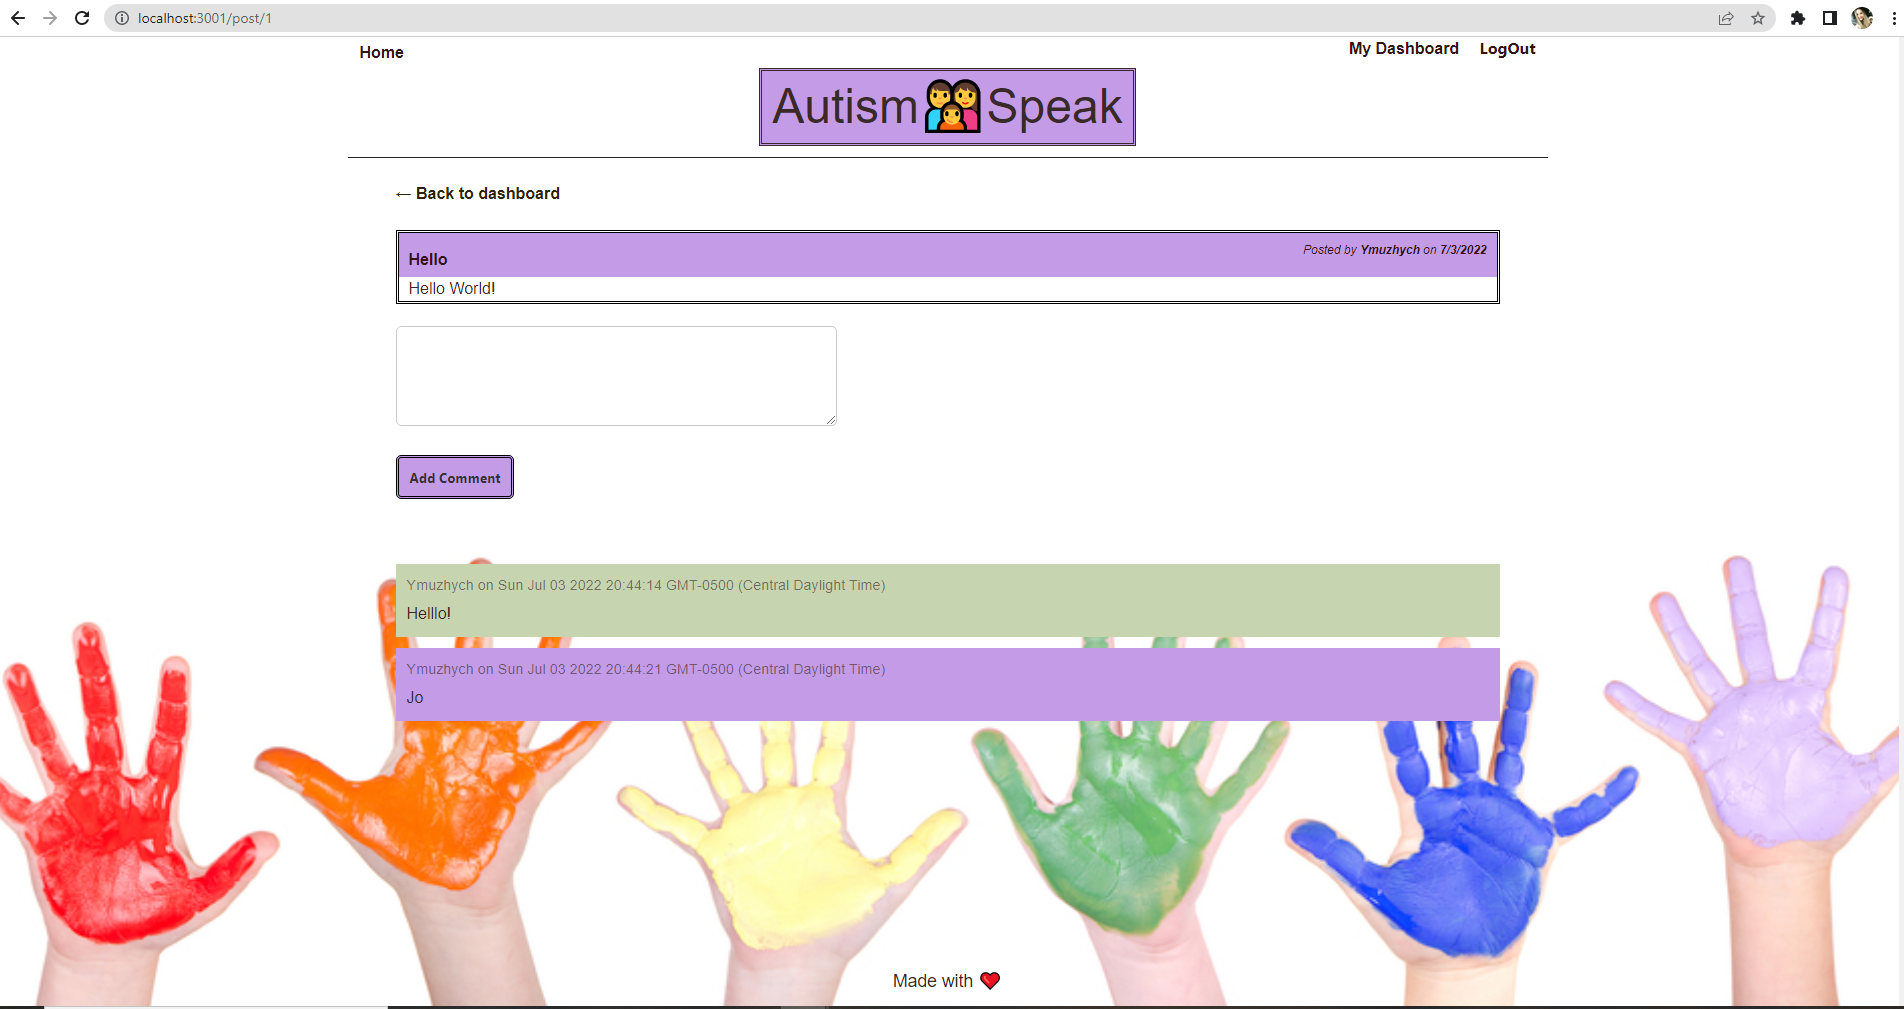 localhost:3001/post/1
Home
My Dashboard LogOut
Autism👨‍👩‍👦Speak
← Back to dashboard
Hello
Posted by Ymuzhych on 7/3/2022
Hello World!
Add Comment
Ymuzhych on Sun Jul 03 2022 20:44:14 GMT-0500 (Central Daylight Time)
Helllo!
Ymuzhych on Sun Jul 03 2022 20:44:21 GMT-0500 (Central Daylight Time)
Jo
Made with ❤️